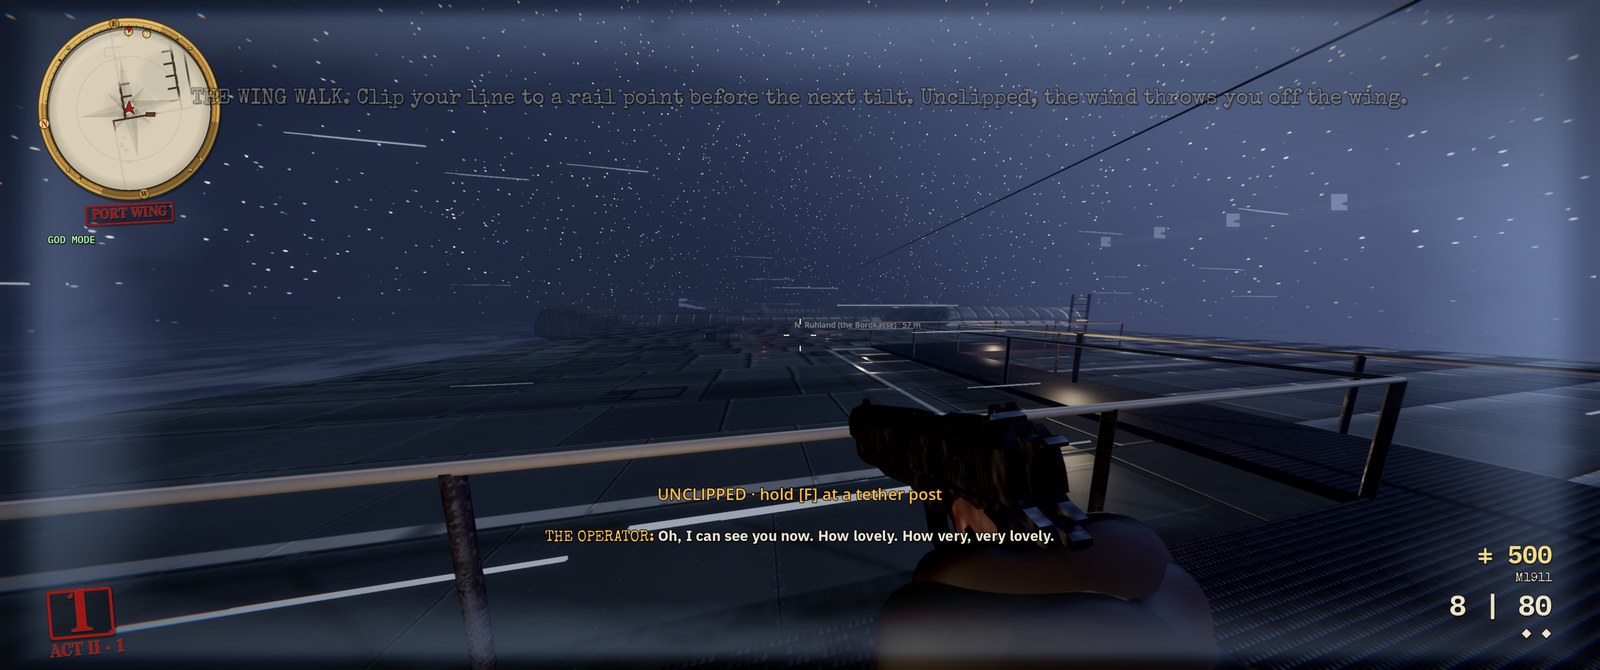 E
THE WING WALK. Clip your line to a rail point before the next tilt. Unclipped, the wind throws you off the wing.
N
W
PORT WING
GOD MODE
N Ruhland (the Bordkasse) · 57 m
UNCLIPPED · hold [F] at a tether post
THE OPERATOR: Oh, I can see you now. How lovely. How very, very lovely.
500
M1911
8 | 80
1
ACT II - 1